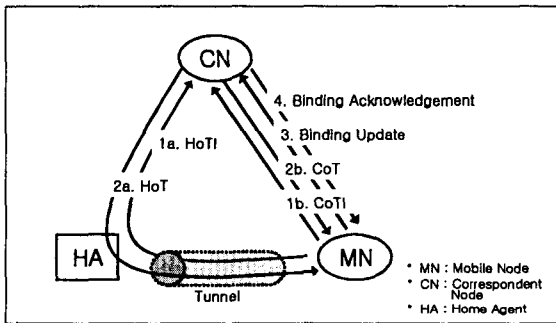 CN
4. Binding Acknowledgement
3. Binding Update
1a. HoTI
2b. CoT
2a. HoT
1b. CoTI
HA
MN
Tunnel
* MN : Mobile Node
* CN : Correspondent
Node
* HA : Home Agent